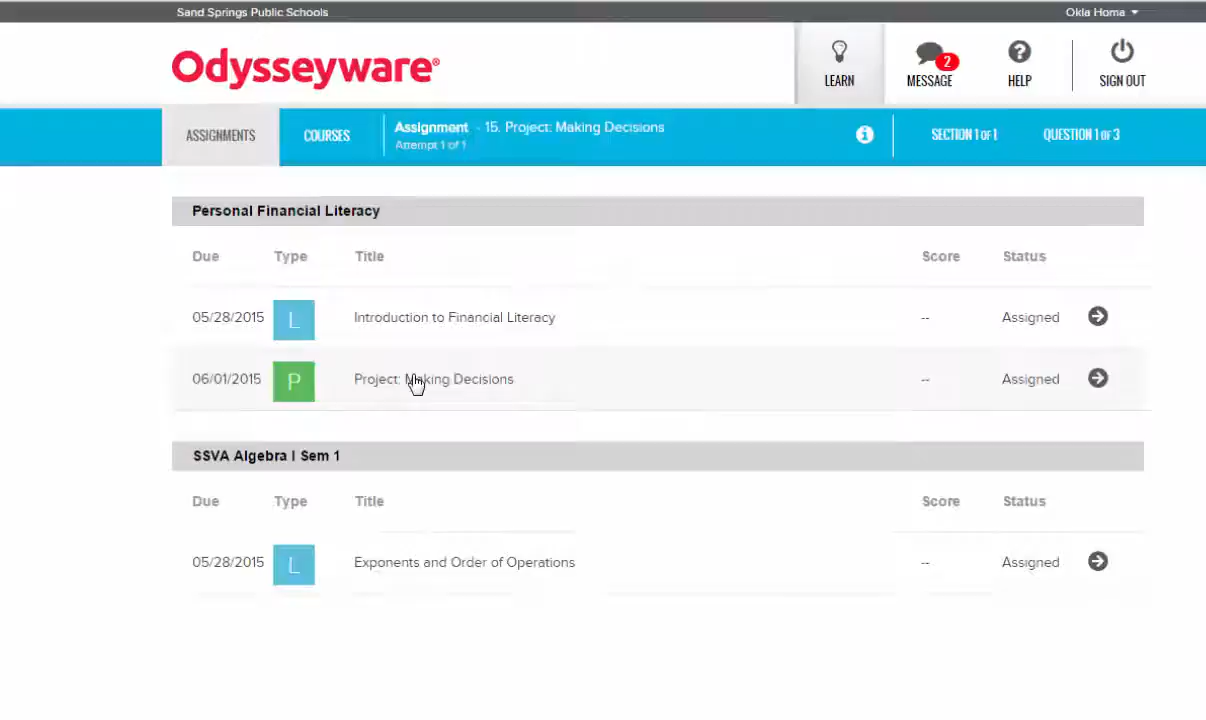 Sand Springs Public Schools
Okla Homa
Odysseyware®
LEARN
MESSAGE
2
HELP
SIGN OUT
ASSIGNMENTS
COURSES
Assignment - 15. Project: Making Decisions
Attempt 1 of 1
SECTION 1 OF 1
QUESTION 1 OF 3
Personal Financial Literacy
Due Type Title Score Status
05/28/2015 L Introduction to Financial Literacy -- Assigned
06/01/2015 P Project: Making Decisions -- Assigned
SSVA Algebra I Sem 1
Due Type Title Score Status
05/28/2015 L Exponents and Order of Operations -- Assigned